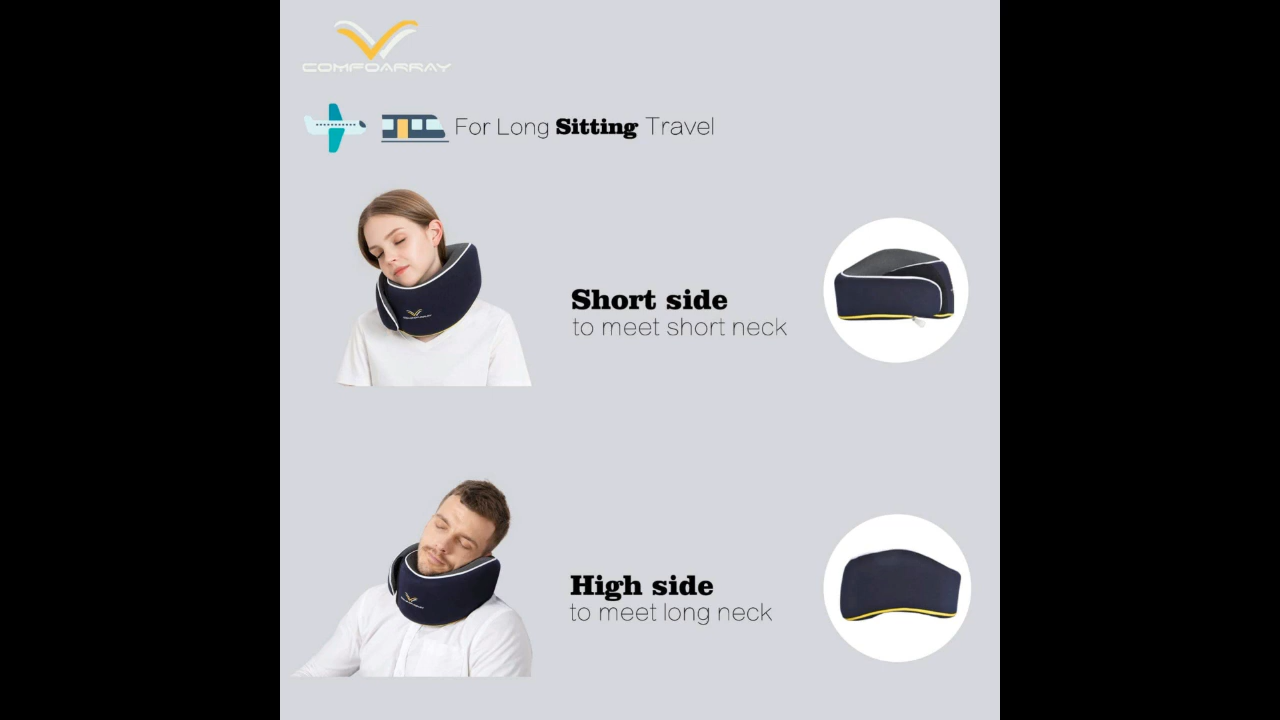 COMFOARRAY
For Long Sitting Travel
Short side
to meet short neck
High side
to meet long neck